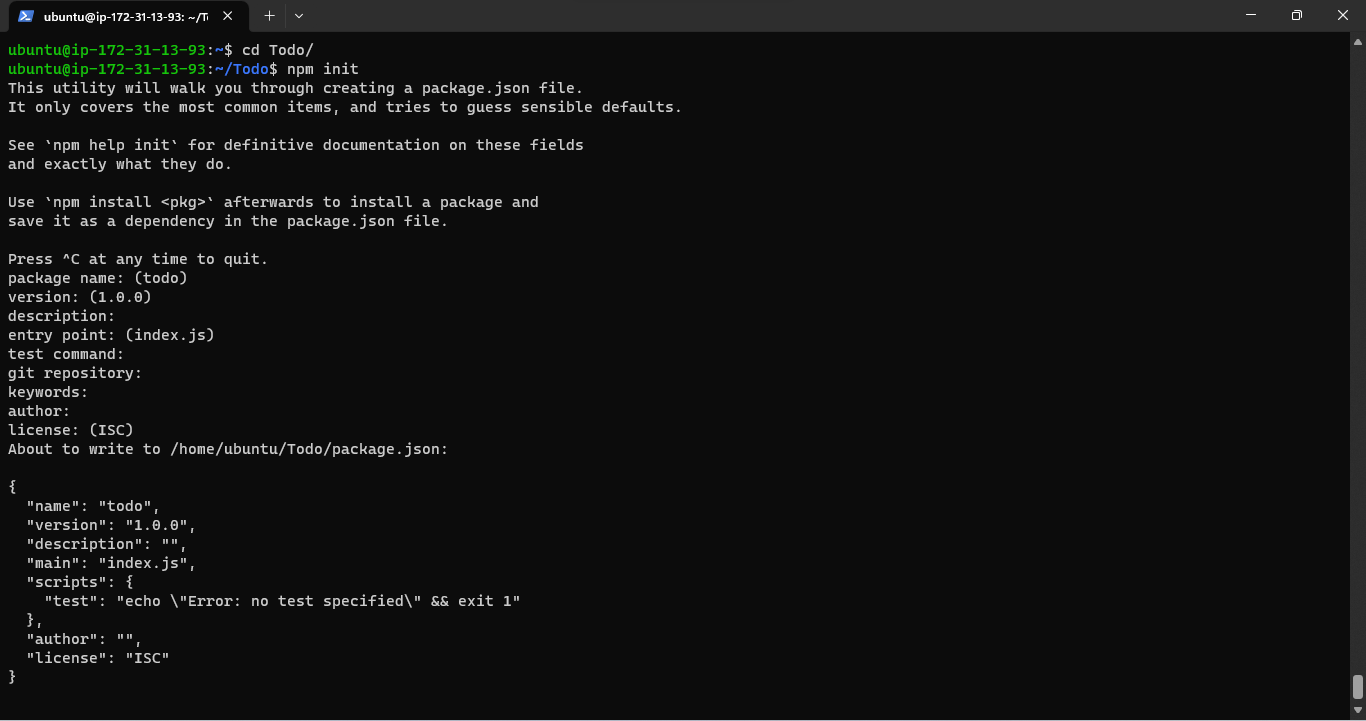 ubuntu@ip-172-31-13-93: ~/T
ubuntu@ip-172-31-13-93:~$ cd Todo/
ubuntu@ip-172-31-13-93:~/Todo$ npm init
This utility will walk you through creating a package.json file.
It only covers the most common items, and tries to guess sensible defaults.
See `npm help init` for definitive documentation on these fields
and exactly what they do.
Use `npm install <pkg>` afterwards to install a package and
save it as a dependency in the package.json file.
Press ^C at any time to quit.
package name: (todo)
version: (1.0.0)
description:
entry point: (index.js)
test command:
git repository:
keywords:
author:
license: (ISC)
About to write to /home/ubuntu/Todo/package.json:
{
  "name": "todo",
  "version": "1.0.0",
  "description": "",
  "main": "index.js",
  "scripts": {
    "test": "echo \"Error: no test specified\" && exit 1"
  },
  "author": "",
  "license": "ISC"
}